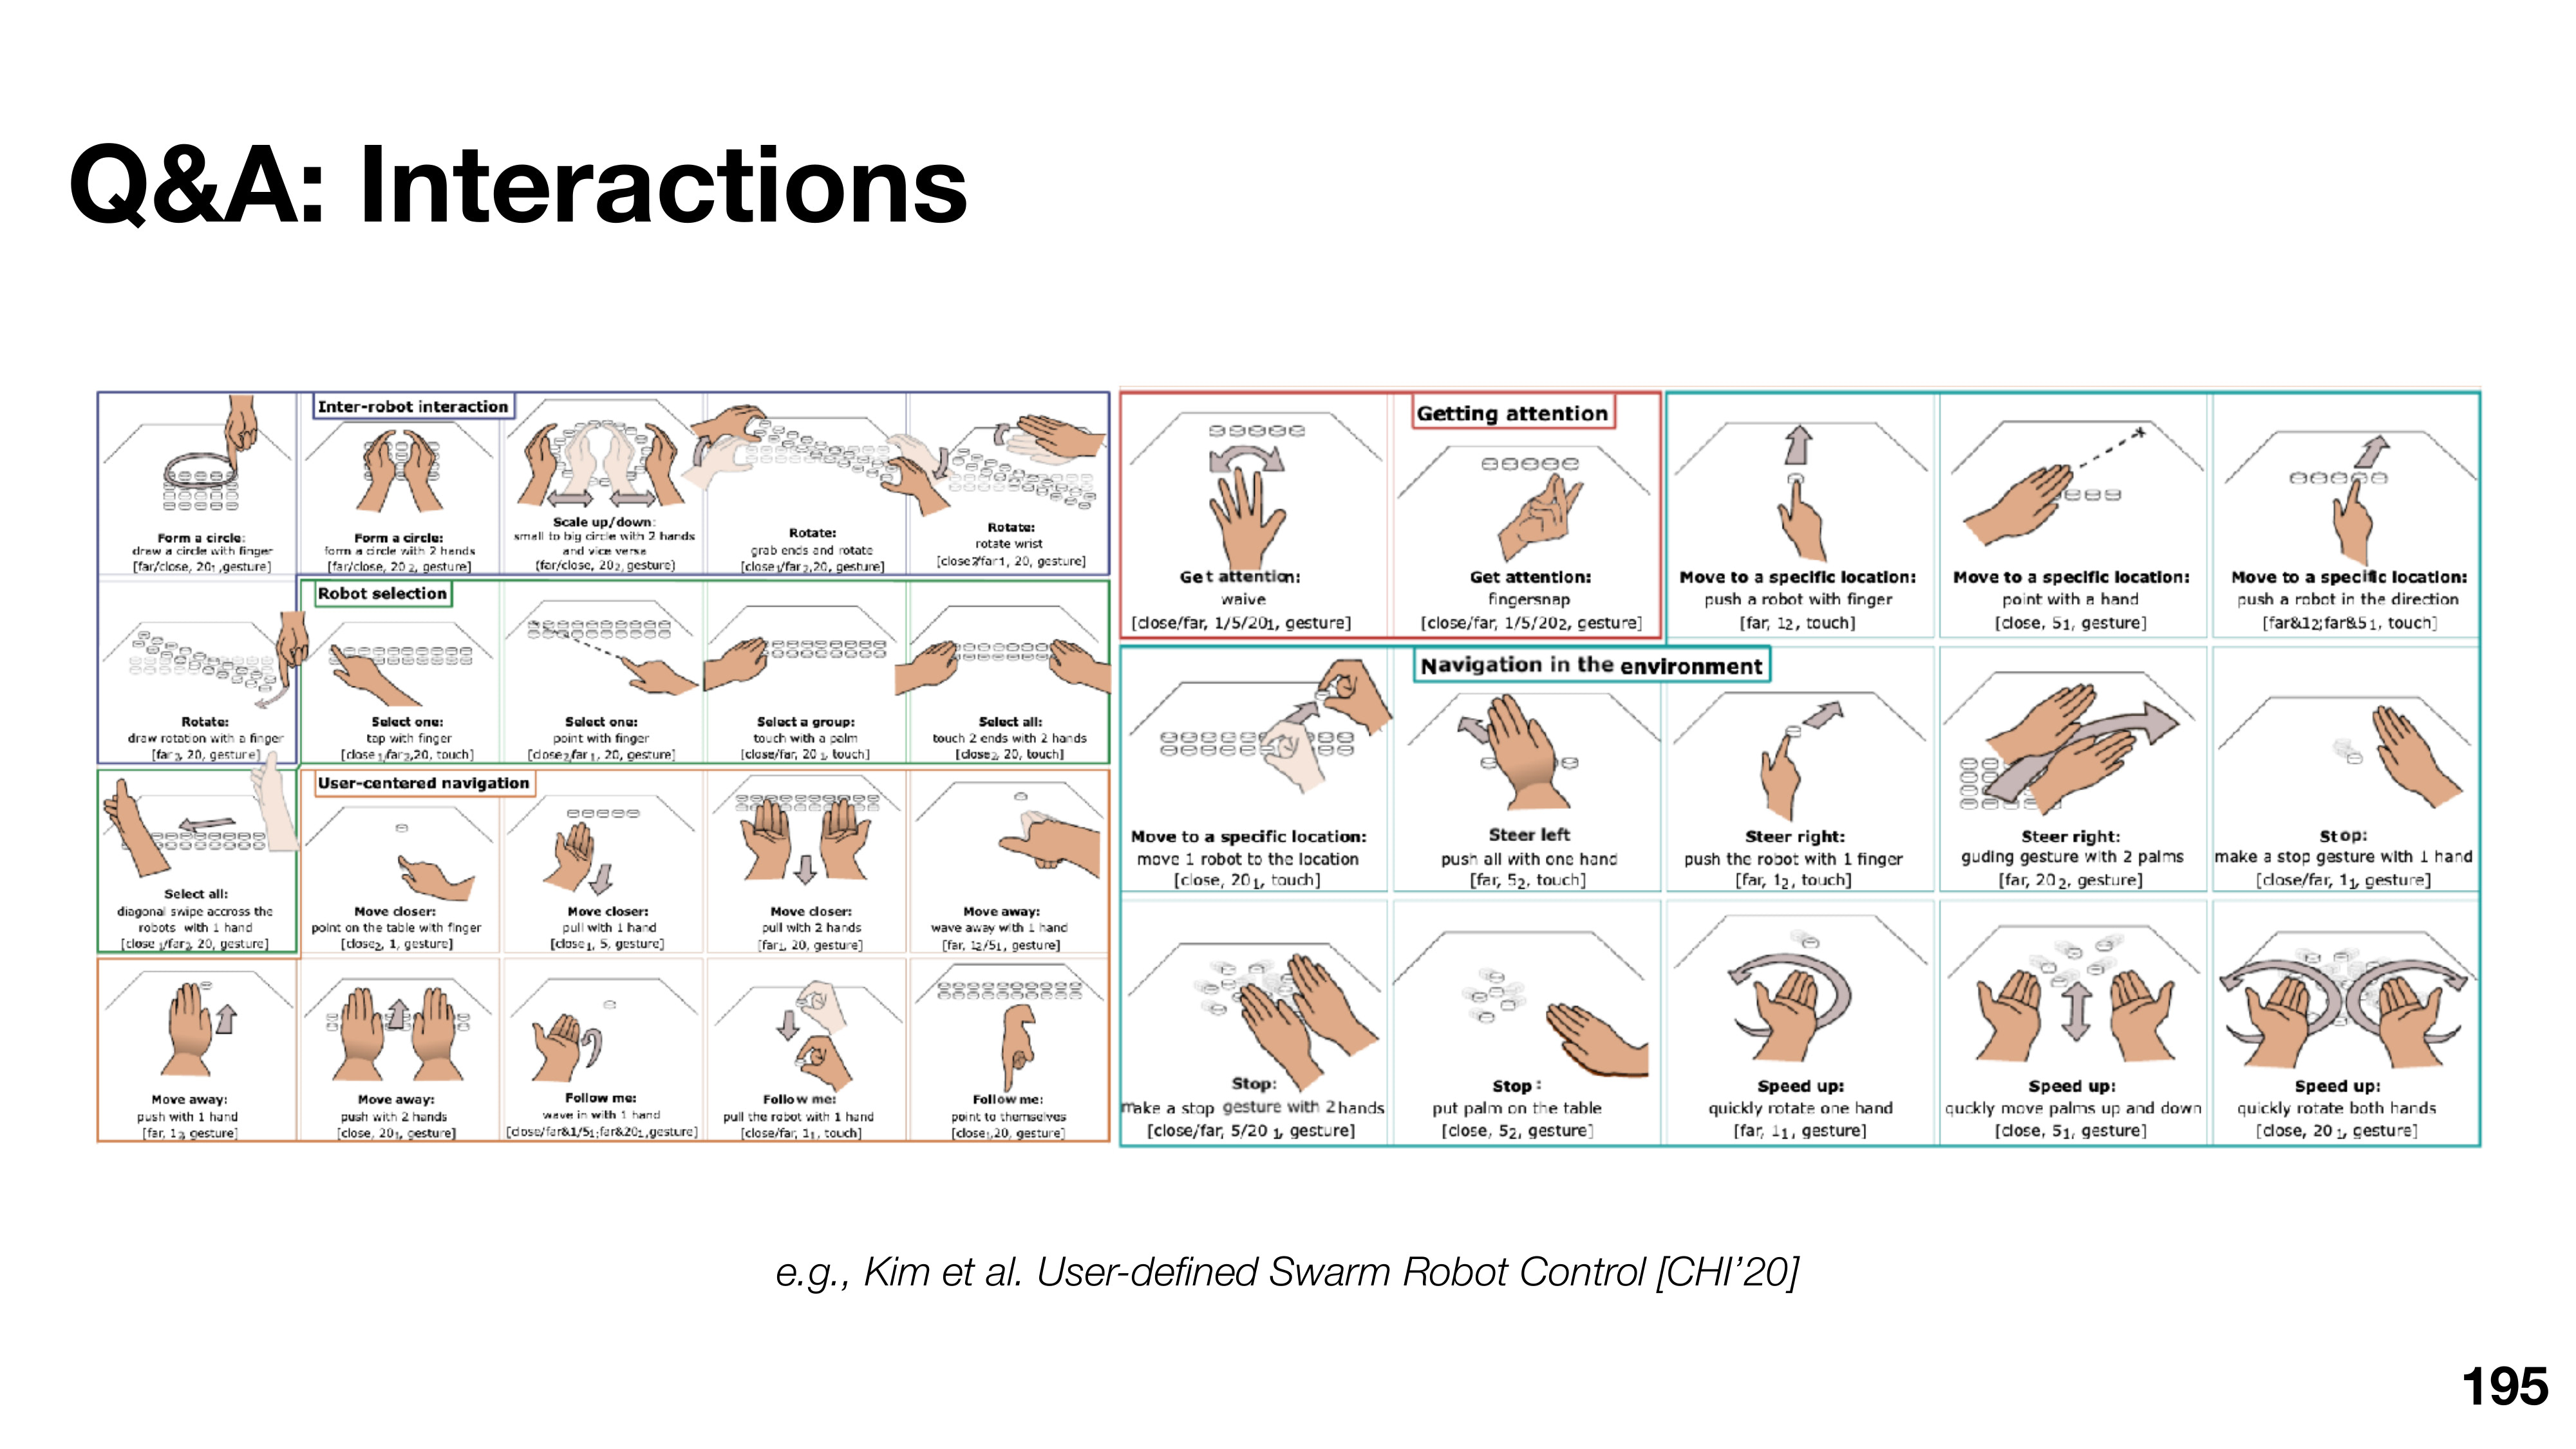 Q&A: Interactions
Inter-robot interaction
Form a circle:
draw a circle with finger
[far/close, 20₁ ,gesture]
Form a circle:
form a circle with 2 hands
[far/close, 20 ₂, gesture]
Scale up/down:
small to big circle with 2 hands
and vice versa
(far/close, 20₂, gesture)
Rotate:
grab ends and rotate
[close₁/far₂,20, gesture]
Rotate:
rotate wrist
[close2/far1, 20, gesture]
Rotate:
draw rotation with a finger
[far₃, 20, gesture]
Robot selection
Select one:
tap with finger
[close₁/far₂,20, touch]
Select one:
point with finger
[close₂/far₁, 20, gesture]
Select a group:
touch with a palm
[close/far, 20 ₁, touch]
Select all:
touch 2 ends with 2 hands
[close₂, 20, touch]
Select all:
diagonal swipe accross the
robots with 1 hand
[close ₁/far₂, 20, gesture]
User-centered navigation
Move closer:
point on the table with finger
[close₂, 1, gesture]
Move closer:
pull with 1 hand
[close₁, 5, gesture]
Move closer:
pull with 2 hands
[far₁, 20, gesture]
Move away:
wave away with 1 hand
[far, 1₂/5₁, gesture]
Move away:
push with 1 hand
[far, 1₂, gesture]
Move away:
push with 2 hands
[close, 20₁, gesture]
Follow me:
wave in with 1 hand
[close/far&1/5₁;far&20₁,gesture]
Follow me:
pull the robot with 1 hand
[close/far, 1₁, touch]
Follow me:
point to themselves
[close₁,20, gesture]
Getting attention
Get attention:
waive
[close/far, 1/5/20₁, gesture]
Get attention:
fingersnap
[close/far, 1/5/20₂, gesture]
Move to a specific location:
push a robot with finger
[far, 1₂, touch]
Move to a specific location:
point with a hand
[close, 5₁, gesture]
Move to a specific location:
push a robot in the direction
[far&1₂;far&5₁, touch]
Navigation in the environment
Move to a specific location:
move 1 robot to the location
[close, 20₁, touch]
Steer left
push all with one hand
[far, 5₂, touch]
Steer right:
push the robot with 1 finger
[far, 1₂, touch]
Steer right:
guding gesture with 2 palms
[far, 20₂, gesture]
Stop:
make a stop gesture with 1 hand
[close/far, 1₁, gesture]
Stop:
make a stop gesture with 2 hands
[close/far, 5/20 ₁, gesture]
Stop :
put palm on the table
[close, 5₂, gesture]
Speed up:
quickly rotate one hand
[far, 1₁, gesture]
Speed up:
quckly move palms up and down
[close, 5₁, gesture]
Speed up:
quickly rotate both hands
[close, 20 ₁, gesture]
e.g., Kim et al. User-defined Swarm Robot Control [CHI’20]
195